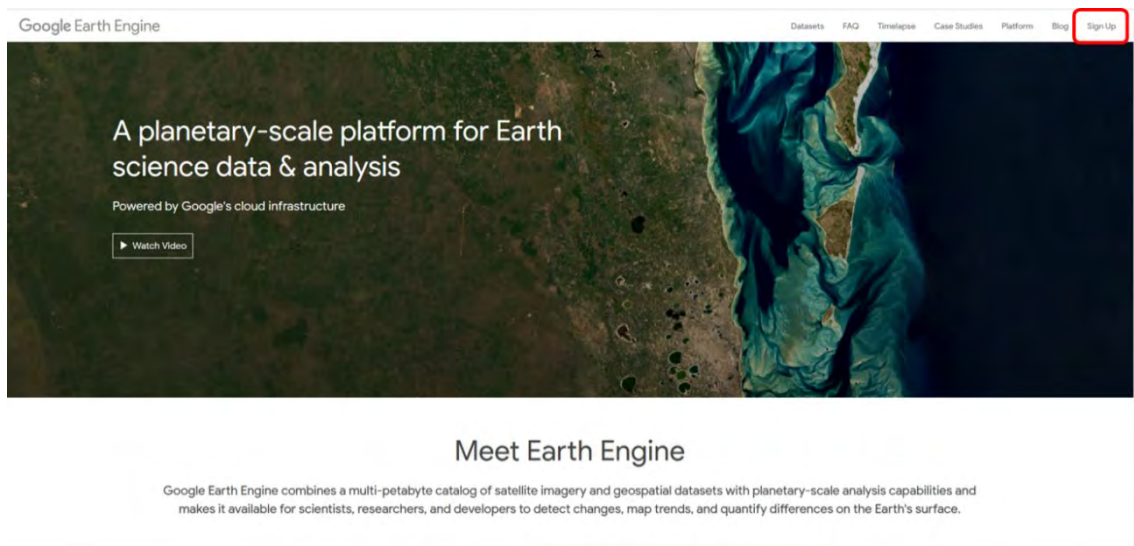 Google Earth Engine
Datasets FAQ Timelapse Case Studies Platform Blog Sign Up
A planetary-scale platform for Earth
science data & analysis
Powered by Google's cloud infrastructure
Watch Video
Meet Earth Engine
Google Earth Engine combines a multi-petabyte catalog of satellite imagery and geospatial datasets with planetary-scale analysis capabilities and
makes it available for scientists, researchers, and developers to detect changes, map trends, and quantify differences on the Earth's surface.